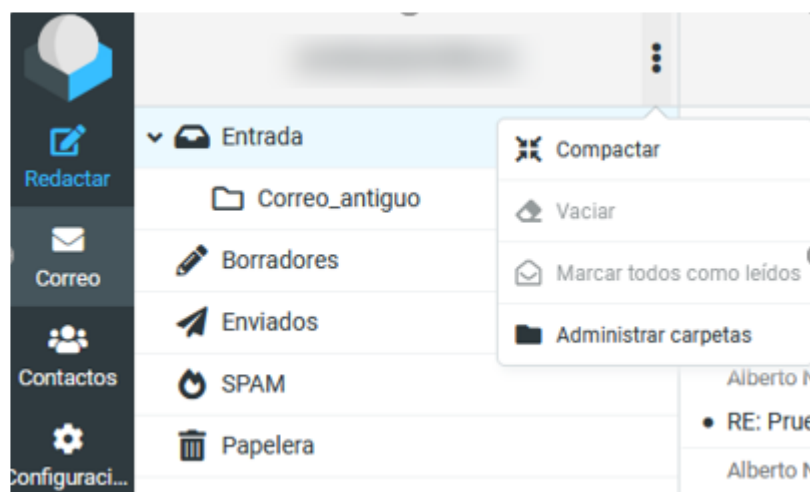 Redactar
Correo
Contactos
Configuraci...
Entrada
Correo_antiguo
Borradores
Enviados
SPAM
Papelera
Compactar
Vaciar
Marcar todos como leídos
Administrar carpetas
Alberto
RE: Prue
Alberto